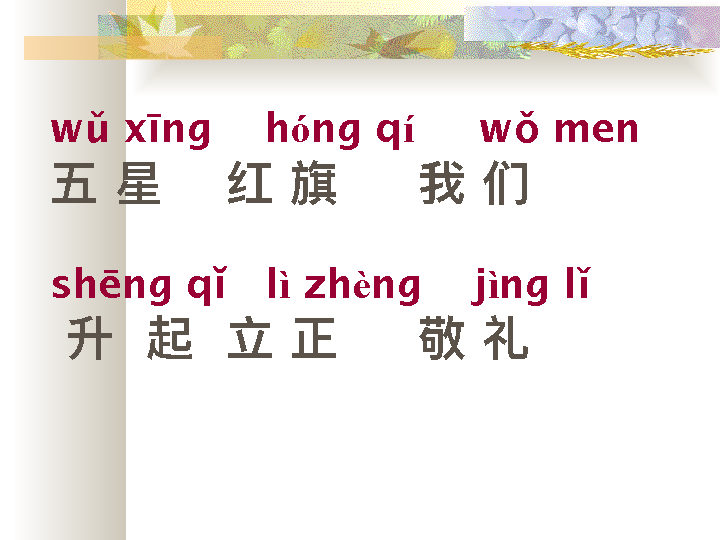 wǔ xīng hóng qí wǒ men
五 星 红 旗 我 们
shēng qǐ lì zhèng jìng lǐ
升 起 立 正 敬 礼